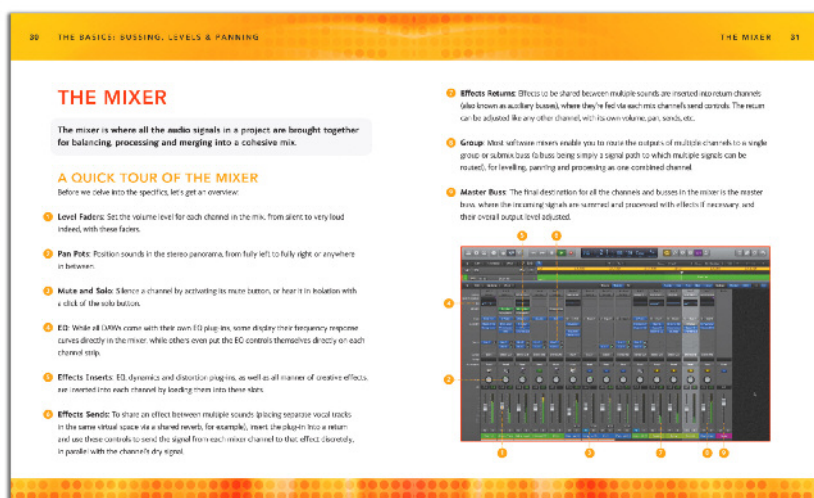 30 THE BASICS: BUSSING, LEVELS & PANNING
THE MIXER
The mixer is where all the audio signals in a project are brought together
for balancing, processing and merging into a cohesive mix.
A QUICK TOUR OF THE MIXER
Before we delve into the specifics, let's get an overview:
1 Level Faders: Set the volume level for each channel in the mix, from silent to very loud
indeed, with these faders.
2 Pan Pots: Position sounds in the stereo panorama, from fully left to fully right or anywhere
in between.
3 Mute and Solo: Silence a channel by activating its mute button, or hear it in isolation with
a click of the solo button.
4 EQ: While all DAWs come with their own EQ plug-ins, some display their frequency response
curves directly in the mixer, while others even put the EQ controls themselves directly on each
channel strip.
5 Effects Inserts: EQ, dynamics and distortion plug-ins, as well as all manner of creative effects,
are inserted into each channel by loading them into these slots.
6 Effects Sends: To share an effect between multiple sounds (placing separate vocal tracks
in the same virtual space via a shared reverb, for example), insert the plug-in into a return
and use these controls to send the signal from each mixer channel to that effect discretely,
in parallel with the channel's dry signal.
THE MIXER 31
7 Effects Returns: Effects to be shared between multiple sounds are inserted into return channels
(also known as auxiliary busses), where they're fed via each mix channel's send controls. The return
can be adjusted like any other channel, with its own volume, pan, sends, etc.
8 Group: Most software mixers enable you to route the outputs of multiple channels to a single
group or submix buss (a buss being simply a signal path to which multiple signals can be
routed), for levelling, panning and processing as one combined channel.
9 Master Buss: The final destination for all the channels and busses in the mixer is the master
buss, where the incoming signals are summed and processed with effects if necessary, and
their overall output level adjusted.